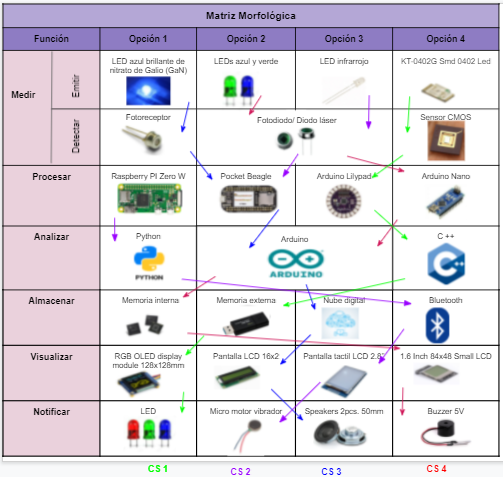 Matriz Morfológica
Función Opción 1 Opción 2 Opción 3 Opción 4
Medir
Emitir
LED azul brillante de
nitrato de Galio (GaN)
LEDs azul y verde
LED infrarrojo
KT-0402G Smd 0402 Led
Detectar
Fotoreceptor
Fotodiodo/ Diodo láser
Sensor CMOS
Procesar
Raspberry PI Zero W
Pocket Beagle
Arduino Lilypad
Arduino Nano
Analizar
Python
PYTHON
Arduino
ARDUINO
C ++
C++
Almacenar
Memoria interna
Memoria externa
Nube digital
Bluetooth
Visualizar
RGB OLED display
module 128x128mm
Pantalla LCD 16x2
Pantalla tactil LCD 2.8"
1.6 Inch 84x48 Small LCD
Notificar
LED
Micro motor vibrador
Speakers 2pcs. 50mm
Buzzer 5V
CS 1 CS 2 CS 3 CS 4